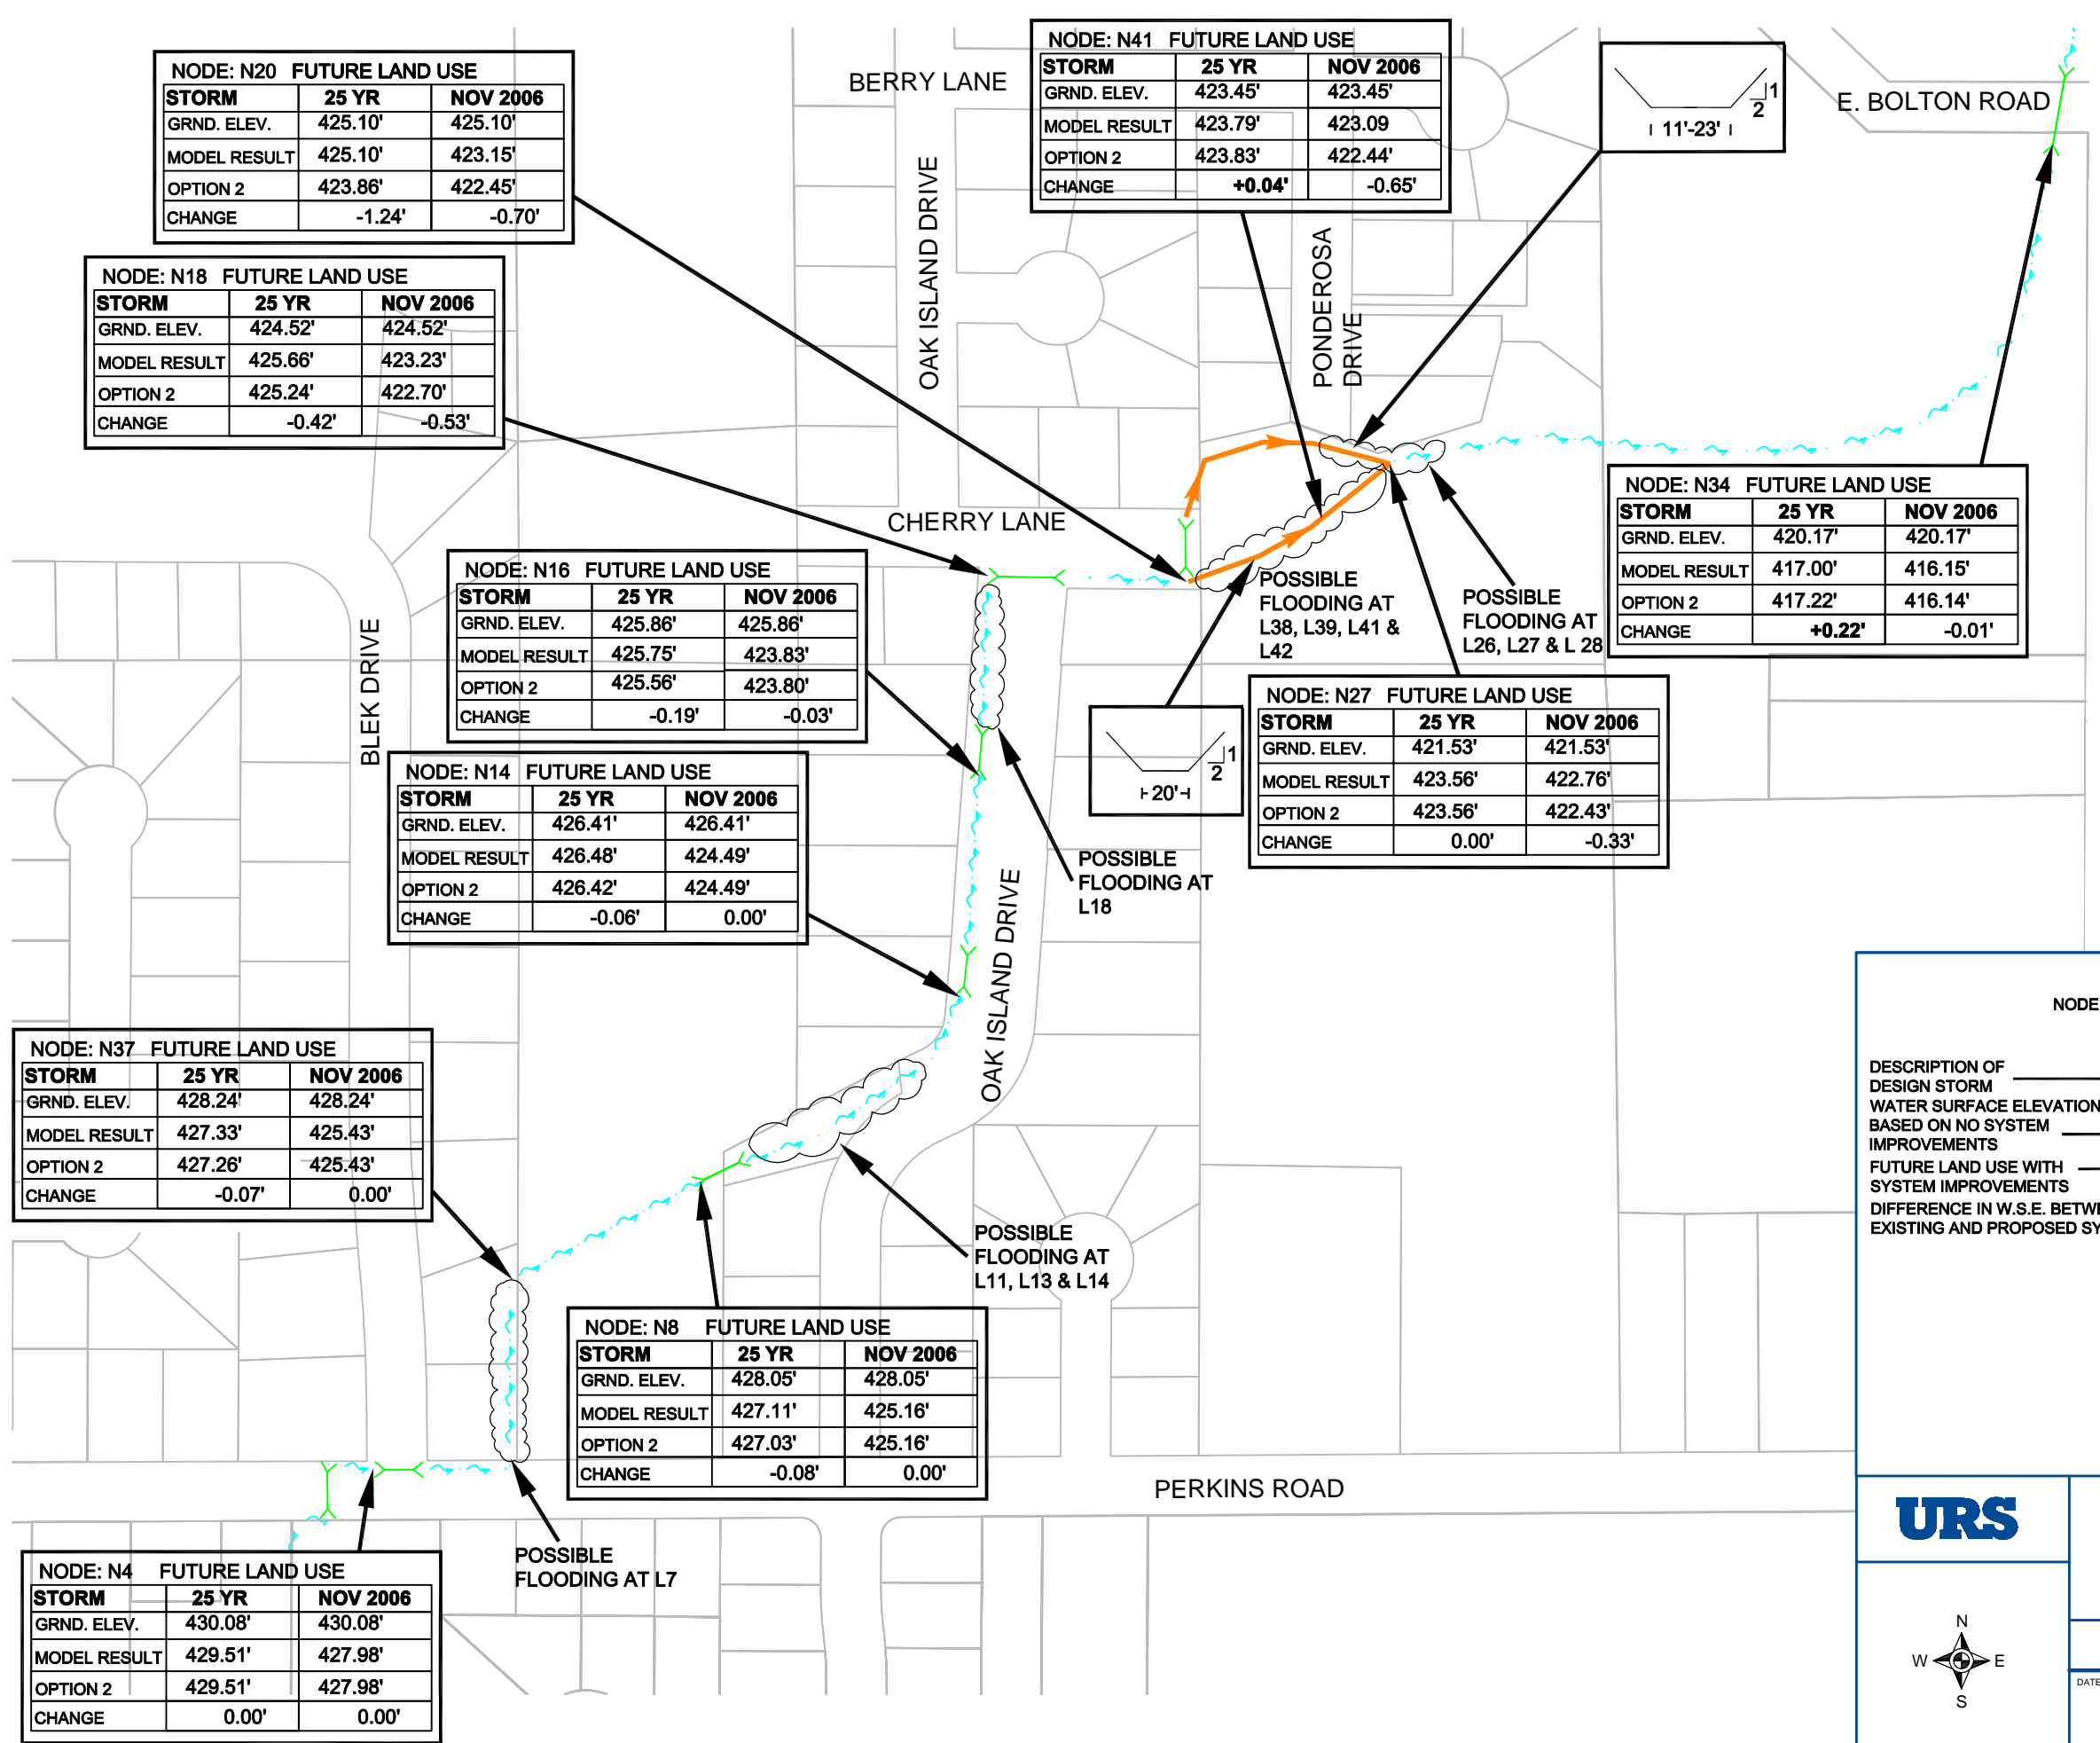 NODE: N20 FUTURE LAND USE
STORM 25 YR NOV 2006
GRND. ELEV. 425.10' 425.10'
MODEL RESULT 425.10' 423.15'
OPTION 2 423.86' 422.45'
CHANGE -1.24' -0.70'
BERRY LANE
NODE: N41 FUTURE LAND USE
STORM 25 YR NOV 2006
GRND. ELEV. 423.45' 423.45'
MODEL RESULT 423.79' 423.09
OPTION 2 423.83' 422.44'
CHANGE +0.04' -0.65'
1
2
11'-23'
E. BOLTON ROAD
NODE: N18 FUTURE LAND USE
STORM 25 YR NOV 2006
GRND. ELEV. 424.52' 424.52'
MODEL RESULT 425.66' 423.23'
OPTION 2 425.24' 422.70'
CHANGE -0.42' -0.53'
OAK ISLAND DRIVE
PONDEROSA
DRIVE
CHERRY LANE
NODE: N34 FUTURE LAND USE
STORM 25 YR NOV 2006
GRND. ELEV. 420.17' 420.17'
MODEL RESULT 417.00' 416.15'
OPTION 2 417.22' 416.14'
CHANGE +0.22' -0.01'
NODE: N16 FUTURE LAND USE
STORM 25 YR NOV 2006
GRND. ELEV. 425.86' 425.86'
MODEL RESULT 425.75' 423.83'
OPTION 2 425.56' 423.80'
CHANGE -0.19' -0.03'
POSSIBLE
FLOODING AT
L38, L39, L41 &
L42
POSSIBLE
FLOODING AT
L26, L27 & L 28
BLEK DRIVE
1
2
20'
NODE: N27 FUTURE LAND USE
STORM 25 YR NOV 2006
GRND. ELEV. 421.53' 421.53'
MODEL RESULT 423.56' 422.76'
OPTION 2 423.56' 422.43'
CHANGE 0.00' -0.33'
NODE: N14 FUTURE LAND USE
STORM 25 YR NOV 2006
GRND. ELEV. 426.41' 426.41'
MODEL RESULT 426.48' 424.49'
OPTION 2 426.42' 424.49'
CHANGE -0.06' 0.00'
POSSIBLE
FLOODING AT
L18
OAK ISLAND DRIVE
NODE
DESCRIPTION OF
DESIGN STORM
WATER SURFACE ELEVATION
BASED ON NO SYSTEM
IMPROVEMENTS
FUTURE LAND USE WITH
SYSTEM IMPROVEMENTS
DIFFERENCE IN W.S.E. BETW
EXISTING AND PROPOSED SY
NODE: N37 FUTURE LAND USE
STORM 25 YR NOV 2006
GRND. ELEV. 428.24' 428.24'
MODEL RESULT 427.33' 425.43'
OPTION 2 427.26' 425.43'
CHANGE -0.07' 0.00'
POSSIBLE
FLOODING AT
L11, L13 & L14
NODE: N8 FUTURE LAND USE
STORM 25 YR NOV 2006
GRND. ELEV. 428.05' 428.05'
MODEL RESULT 427.11' 425.16'
OPTION 2 427.03' 425.16'
CHANGE -0.08' 0.00'
PERKINS ROAD
URS
POSSIBLE
FLOODING AT L7
NODE: N4 FUTURE LAND USE
STORM 25 YR NOV 2006
GRND. ELEV. 430.08' 430.08'
MODEL RESULT 429.51' 427.98'
OPTION 2 429.51' 427.98'
CHANGE 0.00' 0.00'
N
W E
S
DATE